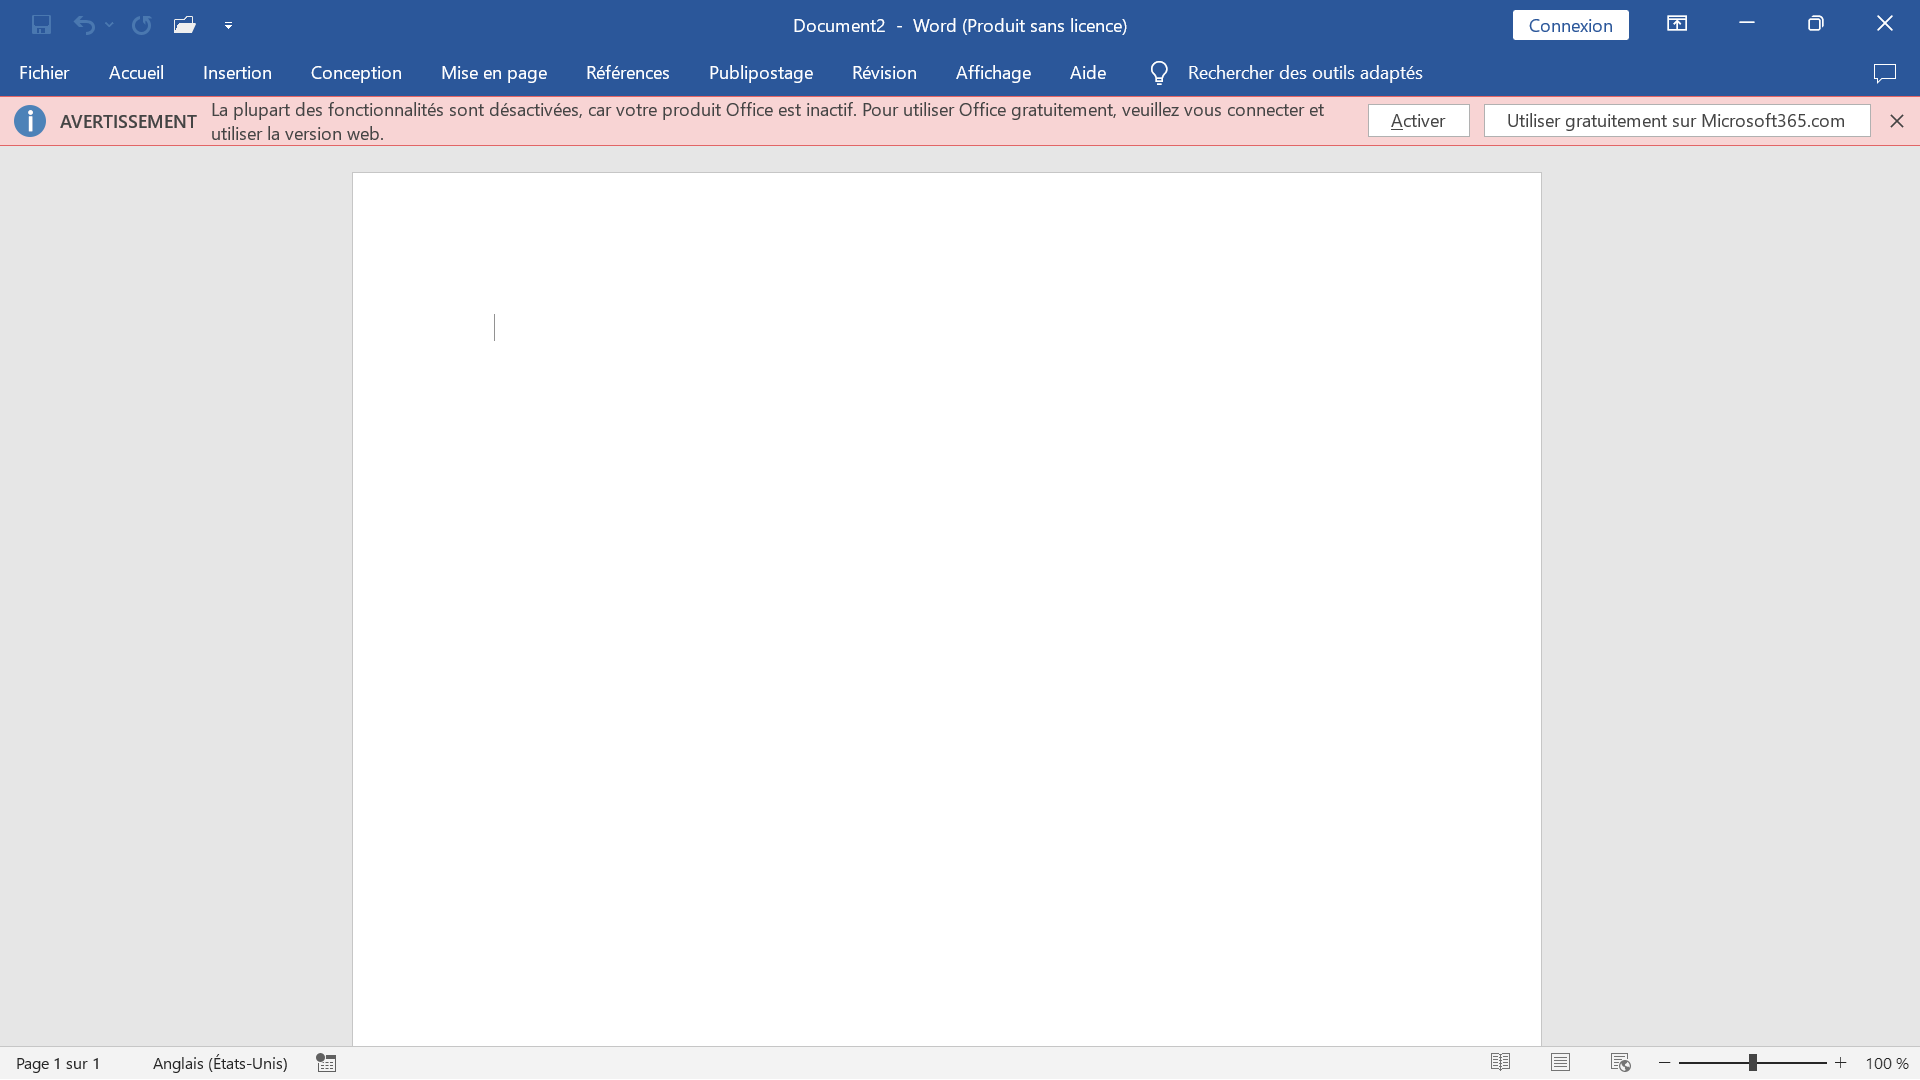 Document2 - Word (Produit sans licence)
Connexion
Fichier Accueil Insertion Conception Mise en page Références Publipostage Révision Affichage Aide Rechercher des outils adaptés
AVERTISSEMENT La plupart des fonctionnalités sont désactivées, car votre produit Office est inactif. Pour utiliser Office gratuitement, veuillez vous connecter et
utiliser la version web.
Activer
Utiliser gratuitement sur Microsoft365.com
Page 1 sur 1 Anglais (États-Unis) 100 %